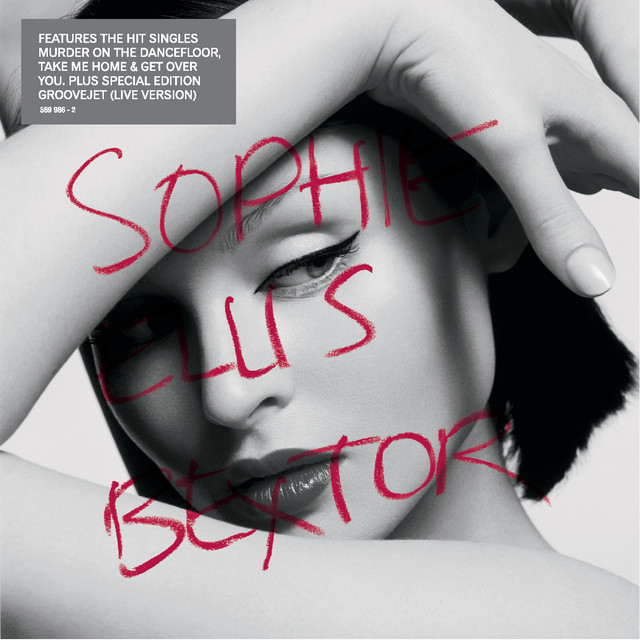 FEATURES THE HIT SINGLES
MURDER ON THE DANCEFLOOR,
TAKE ME HOME & GET OVER
YOU. PLUS SPECIAL EDITION
GROOVEJET (LIVE VERSION)
589 986 - 2
SOPHIE
ELLIS
BEXTOR